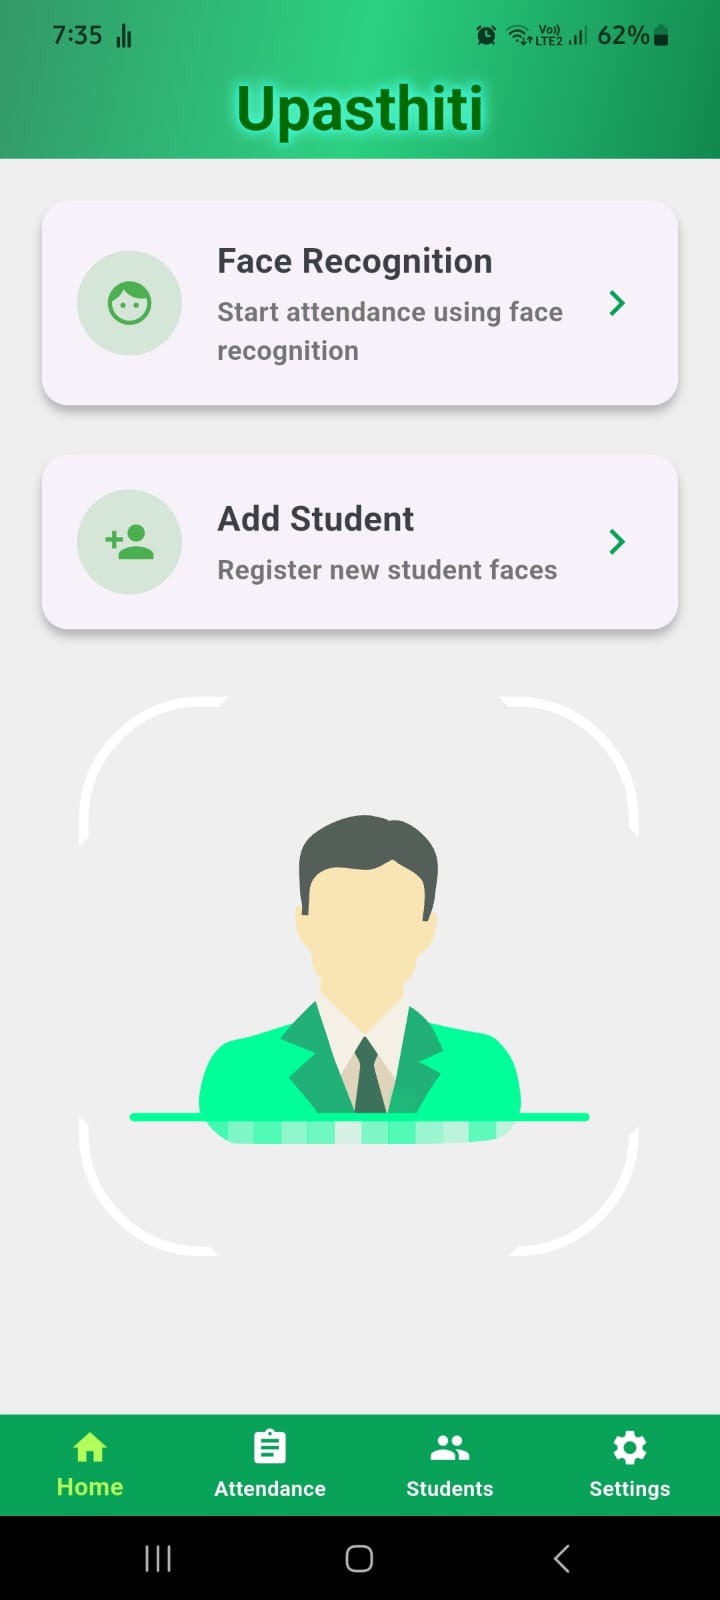 7:35
Vo)) LTE2 62%
Upasthiti
Face Recognition
Start attendance using face
recognition
Add Student
Register new student faces
Home Attendance Students Settings